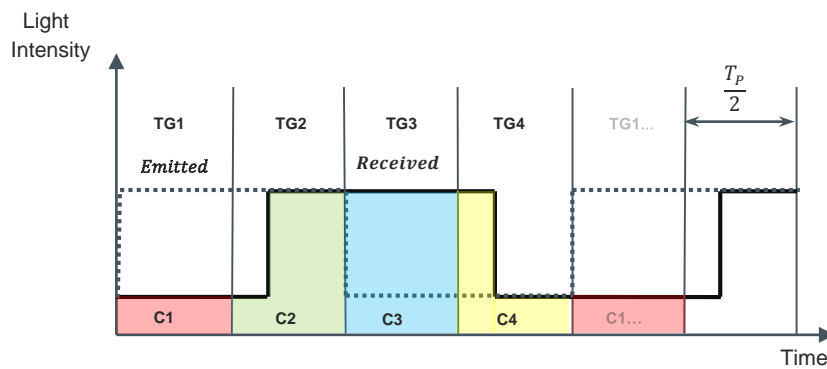 Light
Intensity
T_P
2
TG1 TG2 TG3 TG4 TG1...
Emitted Received
C1 C2 C3 C4 C1...
Time